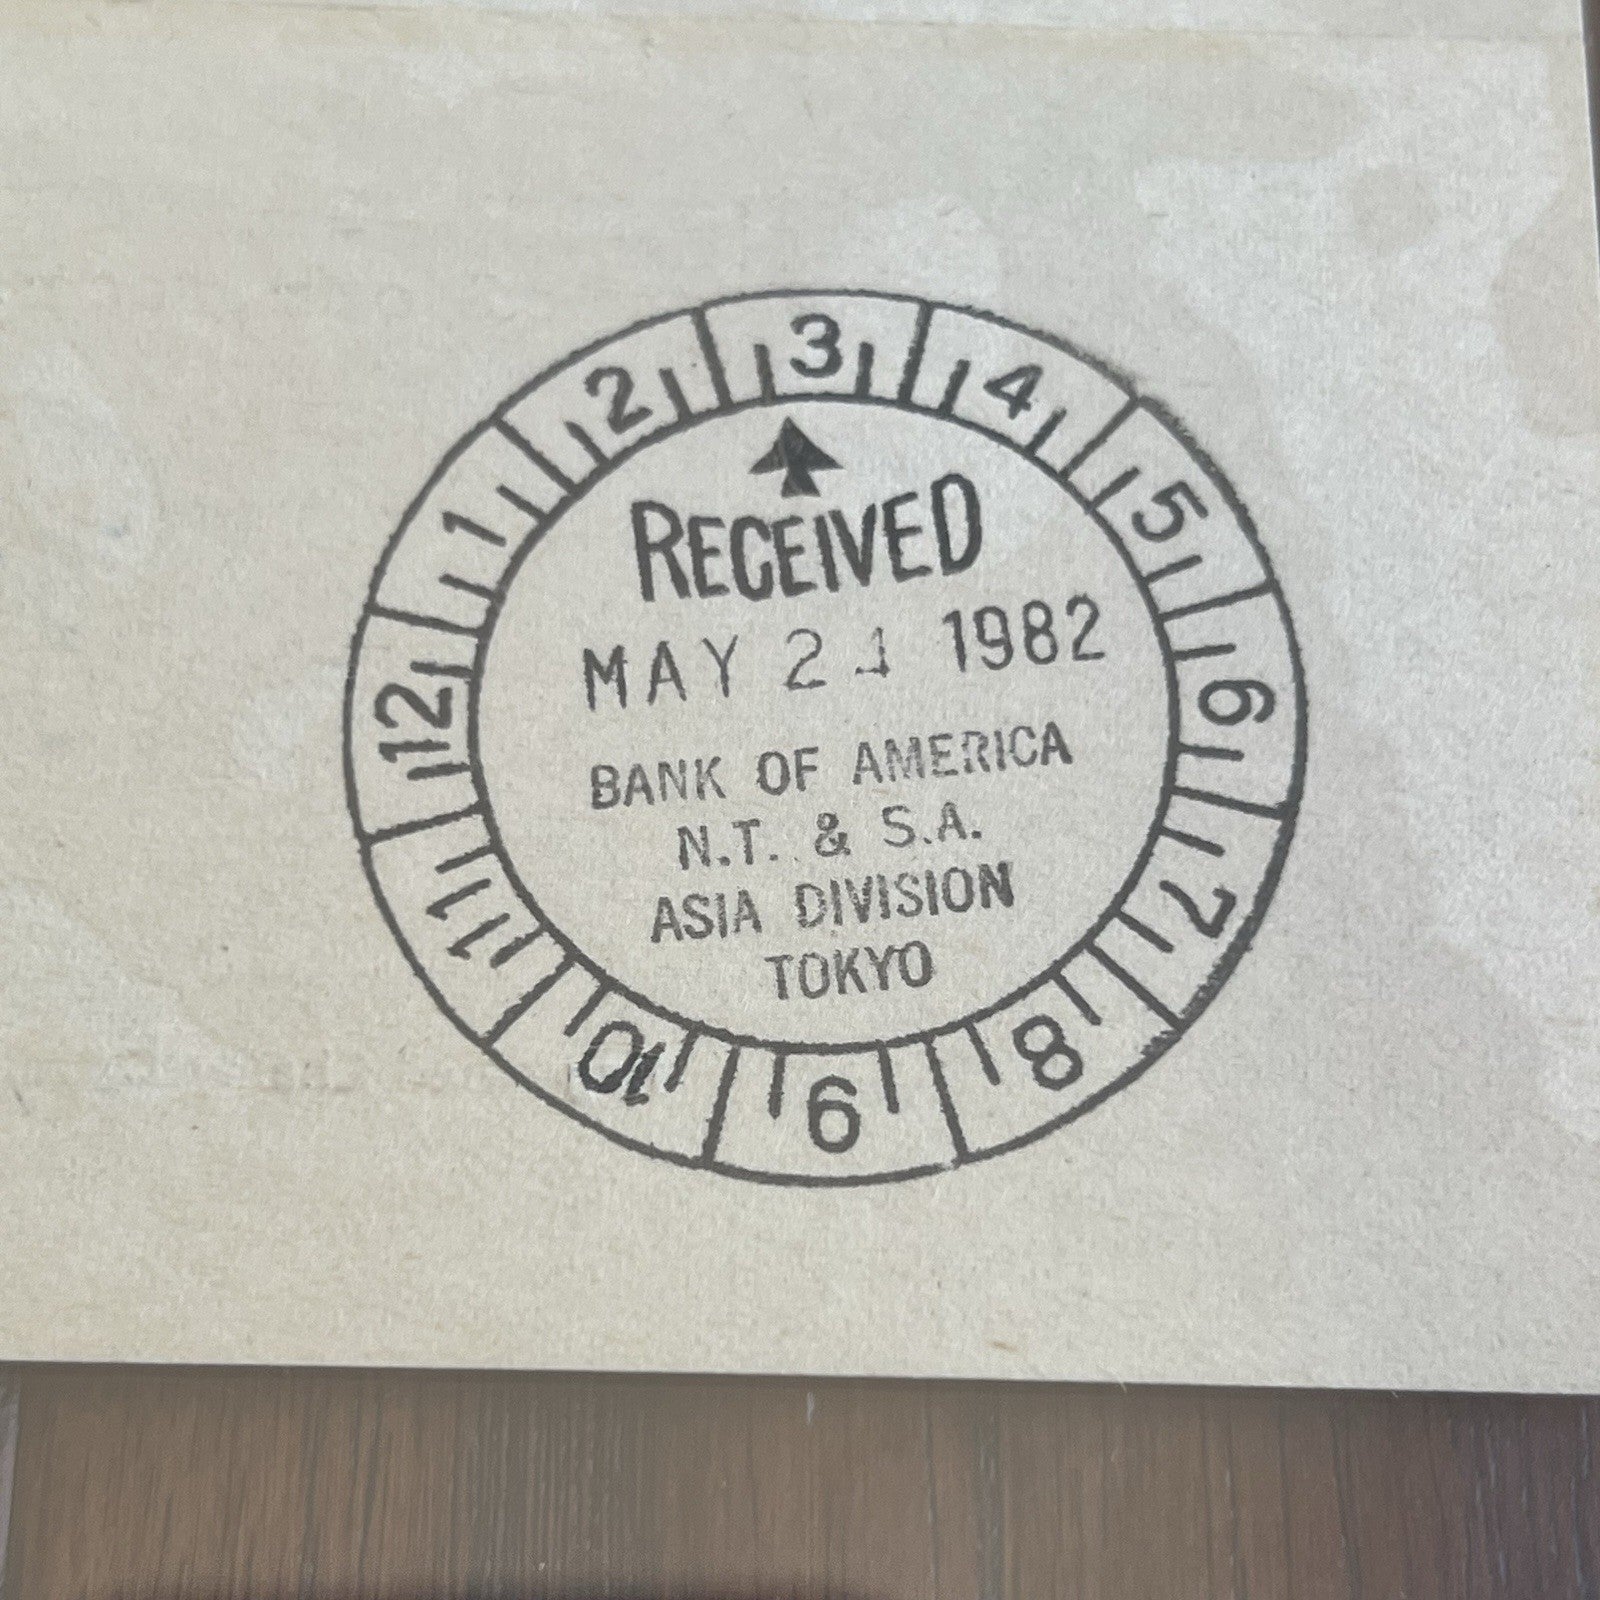 12 1 2 3 4 5 6 7 8 9 10 11
RECEIVED
MAY 1982
BANK OF AMERICA
N.T. & S.A.
ASIA DIVISION
TOKYO